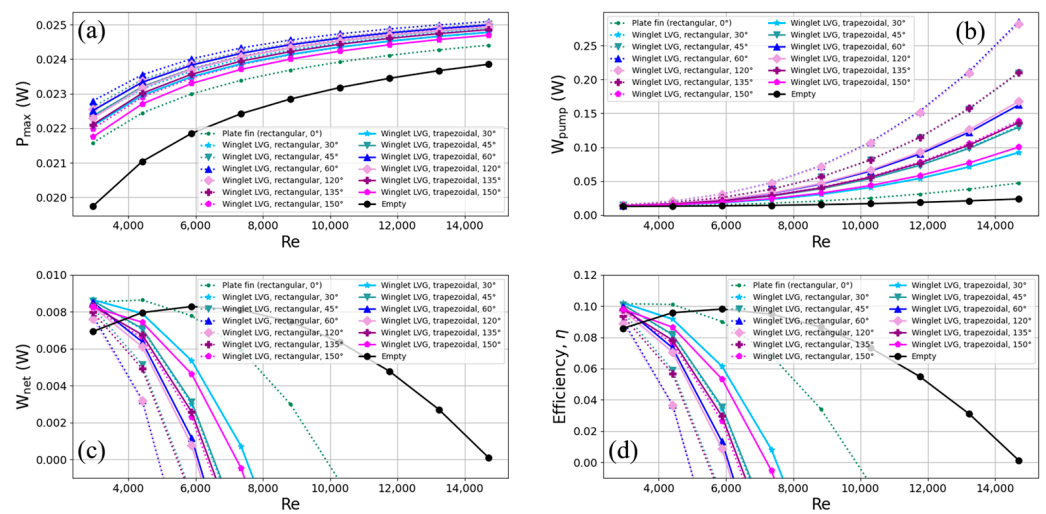 (a)
P_max (W)
0.025
0.024
0.023
0.022
0.021
0.020
Plate fin (rectangular, 0°)
Winglet LVG, rectangular, 30°
Winglet LVG, rectangular, 45°
Winglet LVG, rectangular, 60°
Winglet LVG, rectangular, 120°
Winglet LVG, rectangular, 135°
Winglet LVG, rectangular, 150°
Winglet LVG, trapezoidal, 30°
Winglet LVG, trapezoidal, 45°
Winglet LVG, trapezoidal, 60°
Winglet LVG, trapezoidal, 120°
Winglet LVG, trapezoidal, 135°
Winglet LVG, trapezoidal, 150°
Empty
4,000 6,000 8,000 10,000 12,000 14,000
Re
(b)
W_pump (W)
0.25
0.20
0.15
0.10
0.05
0.00
Plate fin (rectangular, 0°)
Winglet LVG, rectangular, 30°
Winglet LVG, rectangular, 45°
Winglet LVG, rectangular, 60°
Winglet LVG, rectangular, 120°
Winglet LVG, rectangular, 135°
Winglet LVG, rectangular, 150°
Winglet LVG, trapezoidal, 30°
Winglet LVG, trapezoidal, 45°
Winglet LVG, trapezoidal, 60°
Winglet LVG, trapezoidal, 120°
Winglet LVG, trapezoidal, 135°
Winglet LVG, trapezoidal, 150°
Empty
4,000 6,000 8,000 10,000 12,000 14,000
Re
(c)
W_net (W)
0.010
0.008
0.006
0.004
0.002
0.000
Plate fin (rectangular, 0°)
Winglet LVG, rectangular, 30°
Winglet LVG, rectangular, 45°
Winglet LVG, rectangular, 60°
Winglet LVG, rectangular, 120°
Winglet LVG, rectangular, 135°
Winglet LVG, rectangular, 150°
Winglet LVG, trapezoidal, 30°
Winglet LVG, trapezoidal, 45°
Winglet LVG, trapezoidal, 60°
Winglet LVG, trapezoidal, 120°
Winglet LVG, trapezoidal, 135°
Winglet LVG, trapezoidal, 150°
Empty
4,000 6,000 8,000 10,000 12,000 14,000
Re
(d)
Efficiency, η
0.12
0.10
0.08
0.06
0.04
0.02
0.00
Plate fin (rectangular, 0°)
Winglet LVG, rectangular, 30°
Winglet LVG, rectangular, 45°
Winglet LVG, rectangular, 60°
Winglet LVG, rectangular, 120°
Winglet LVG, rectangular, 135°
Winglet LVG, rectangular, 150°
Winglet LVG, trapezoidal, 30°
Winglet LVG, trapezoidal, 45°
Winglet LVG, trapezoidal, 60°
Winglet LVG, trapezoidal, 120°
Winglet LVG, trapezoidal, 135°
Winglet LVG, trapezoidal, 150°
Empty
4,000 6,000 8,000 10,000 12,000 14,000
Re